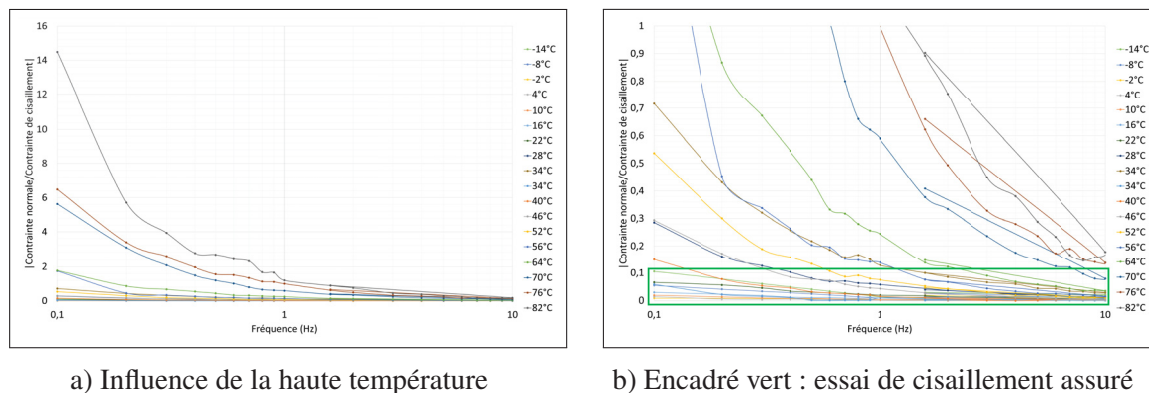 |Contrainte normale/Contrainte de cisaillement|
16
14
12
10
8
6
4
2
0
0,1
1
10
Fréquence (Hz)
-14°C
-8°C
-2°C
4°C
10°C
16°C
22°C
28°C
34°C
34°C
40°C
46°C
52°C
56°C
64°C
70°C
76°C
82°C
|Contrainte normale/Contrainte de cisaillement|
1
0,9
0,8
0,7
0,6
0,5
0,4
0,3
0,2
0,1
0
0,1
1
10
Fréquerce (Hz)
-14°C
-8°C
-2°C
4°C
10°C
16°C
22°C
28°C
34°C
34°C
40°C
46°C
52°C
56°C
64°C
70°C
76°C
82°C
a) Influence de la haute température
b) Encadré vert : essai de cisaillement assuré